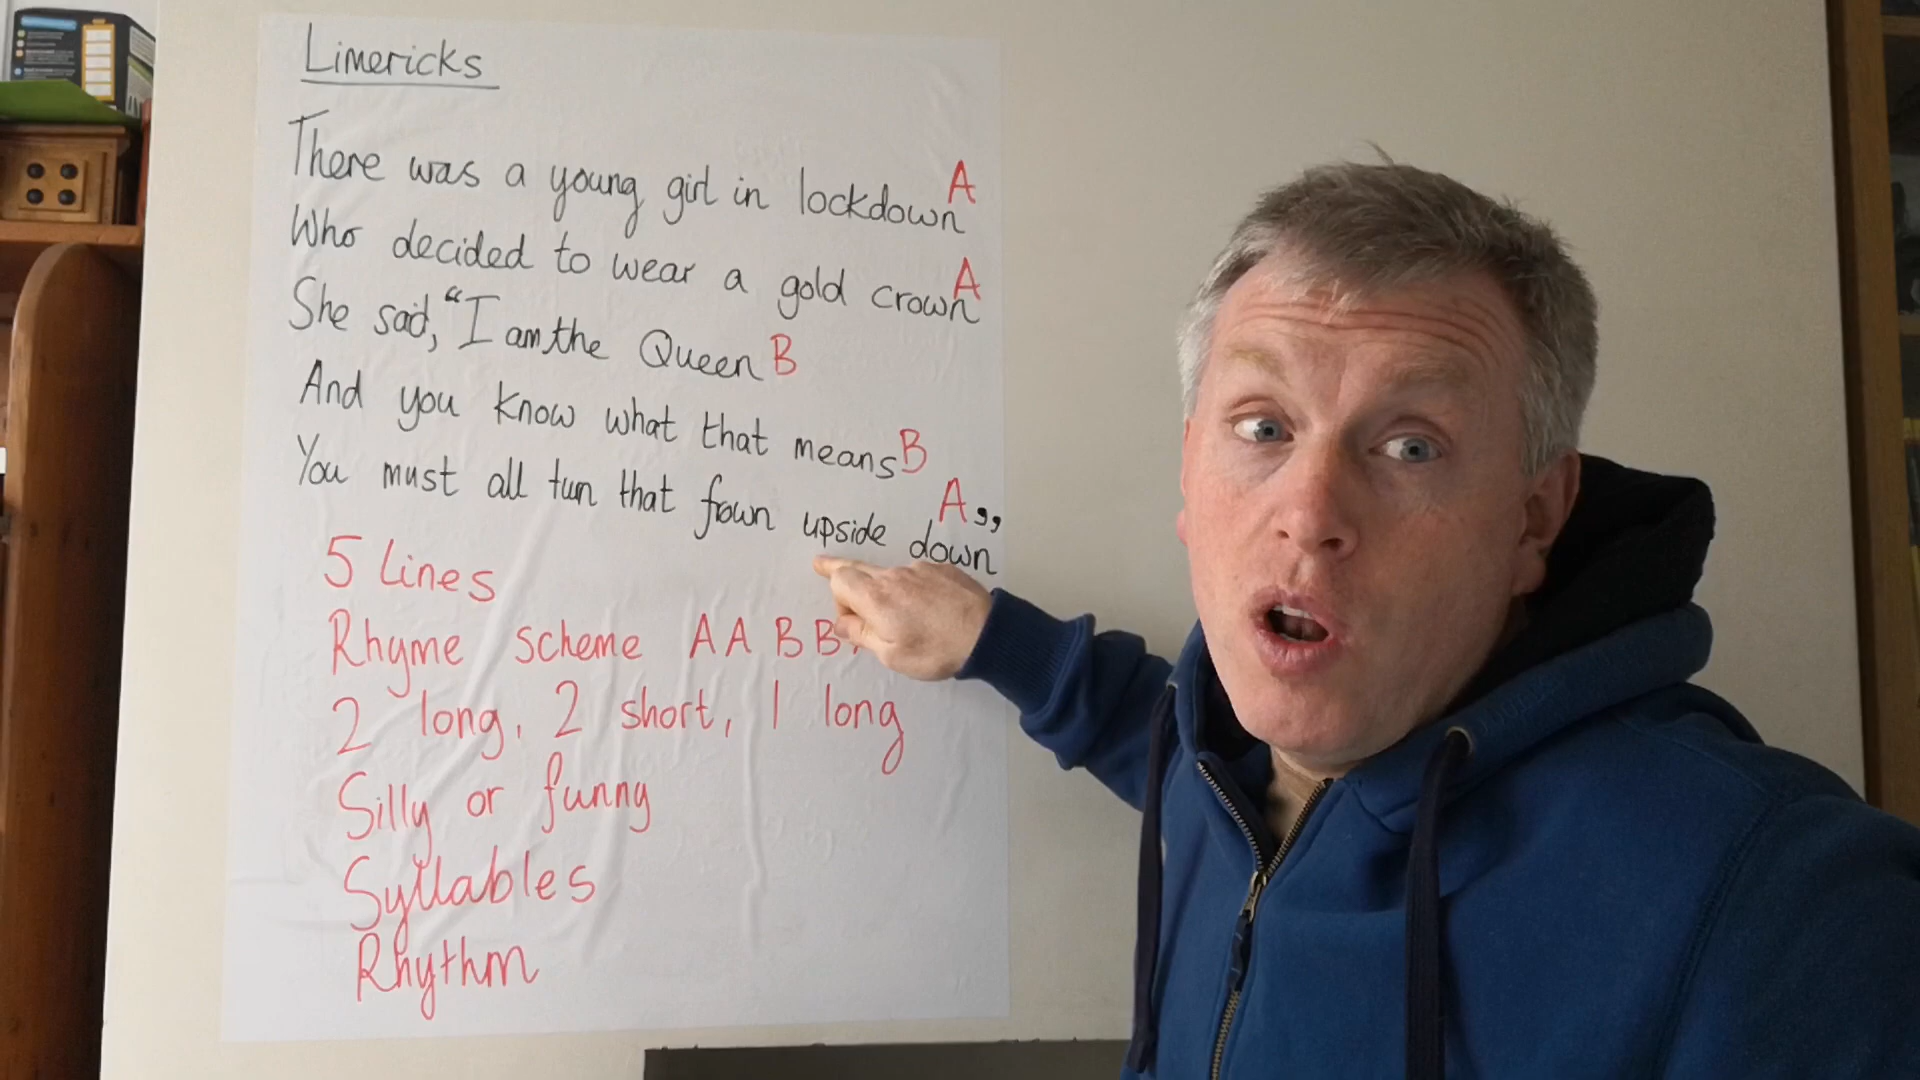 Limericks
There was a young girl in lockdown A
Who decided to wear a gold crown A
She said, “I am the Queen B
And you know what that means B
You must all turn that frown upside down A”
5 Lines
Rhyme scheme AABB
2 long, 2 short, 1 long
Silly or funny
Syllables
Rhythm